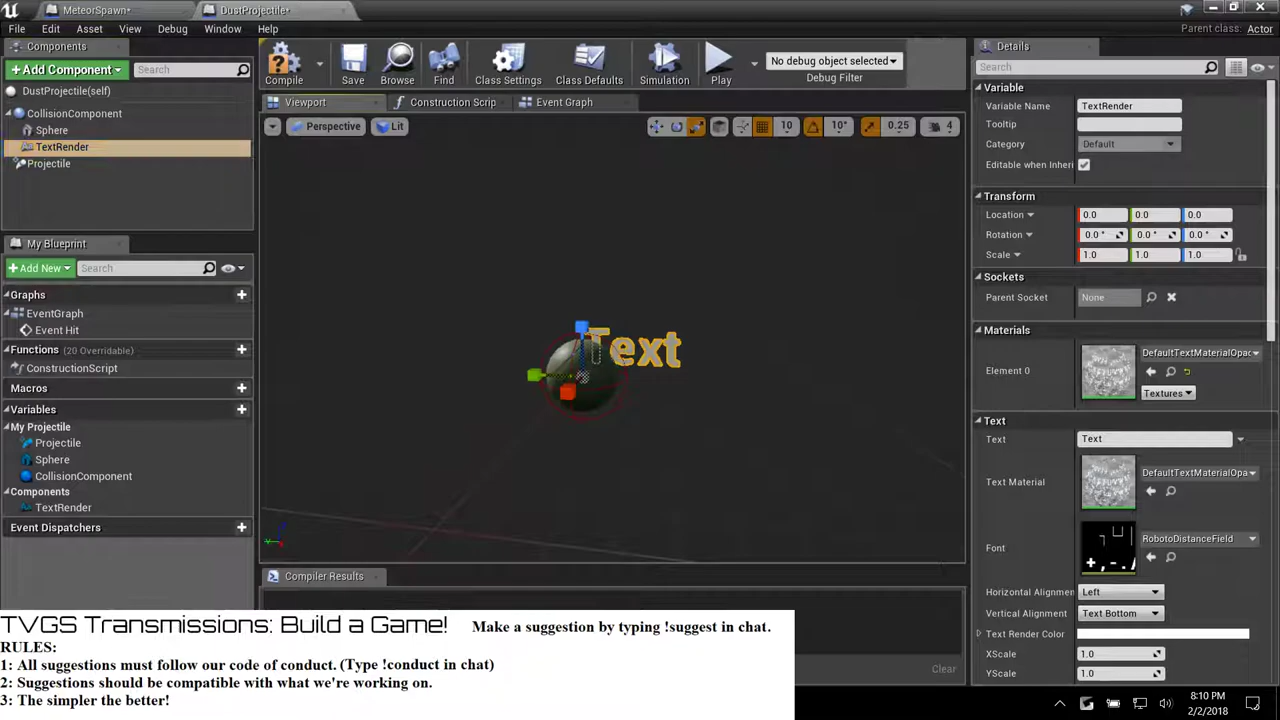 MeteorSpawn*
DustProjectile*
File Edit Asset View Debug Window Help
Parent class: Actor
Components
+Add Component
Search
DustProjectile(self)
CollisionComponent
Sphere
TextRender
Projectile
My Blueprint
+Add New
Search
Graphs
EventGraph
Event Hit
Functions (20 Overridable)
ConstructionScript
Macros
Variables
My Projectile
Projectile
Sphere
CollisionComponent
Components
TextRender
Event Dispatchers
Compile
Save
Browse
Find
Class Settings
Class Defaults
Simulation
Play
No debug object selected
Debug Filter
Viewport
Construction Scrip
Event Graph
Perspective
Lit
10
10°
0.25
4
Text
Compiler Results
Clear
Details
Search
Variable
Variable Name TextRender
Tooltip
Category Default
Editable when Inheri
Transform
Location 0.0 0.0 0.0
Rotation 0.0 ° 0.0 ° 0.0 °
Scale 1.0 1.0 1.0
Sockets
Parent Socket None
Materials
Element 0
DefaultTextMaterialOpac
Textures
Text
Text Text
Text Material
DefaultTextMaterialOpa
Font
RobotoDistanceField
Horizontal Alignmen Left
Vertical Alignment Text Bottom
Text Render Color
XScale 1.0
YScale 1.0
TVGS Transmissions: Build a Game! Make a suggestion by typing !suggest in chat.
RULES:
1: All suggestions must follow our code of conduct. (Type !conduct in chat)
2: Suggestions should be compatible with what we're working on.
3: The simpler the better!
8:10 PM
2/2/2018